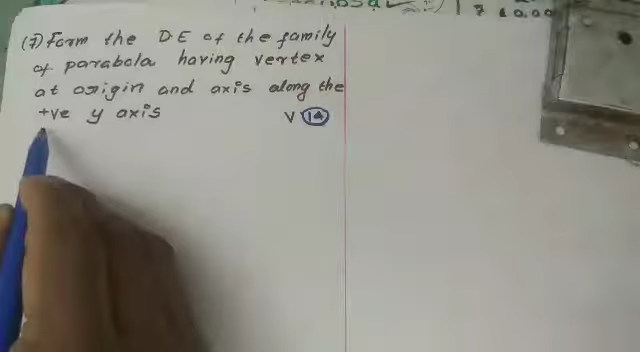 (7) Form the D.E of the family
of parabola having vertex
at origin and axis along the
+ve y axis
V 14